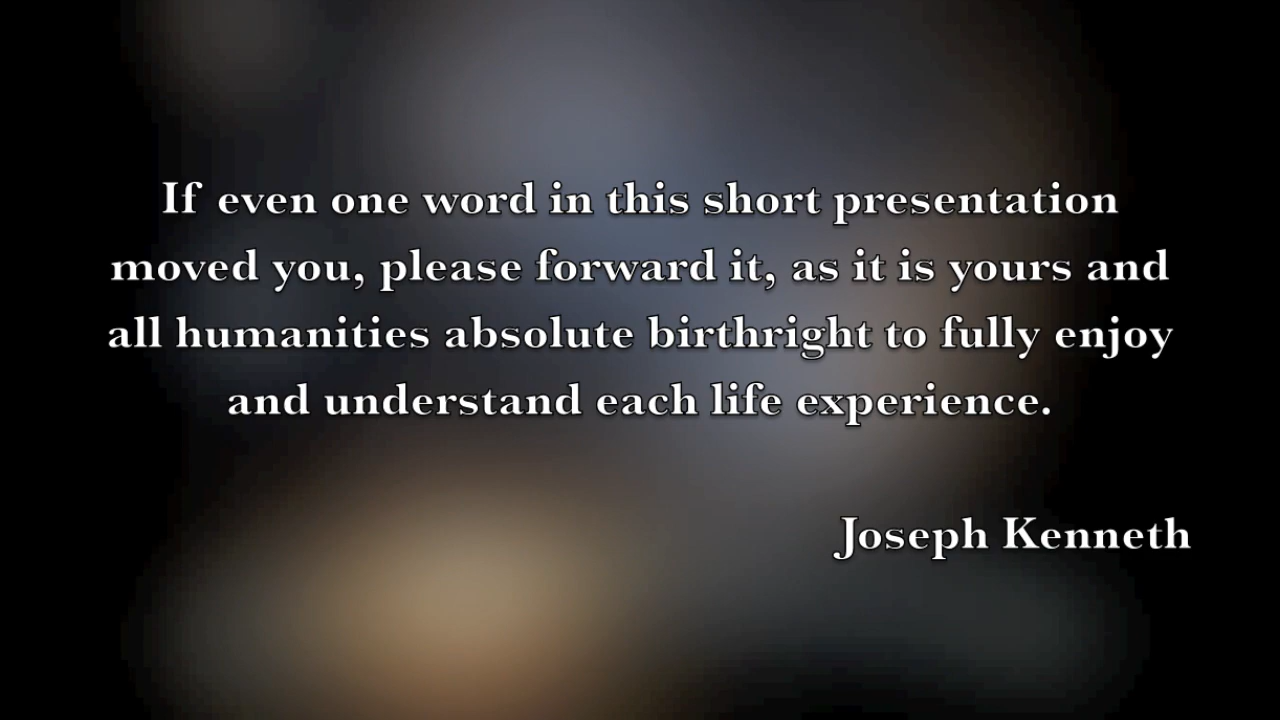 If even one word in this short presentation
moved you, please forward it, as it is yours and
all humanities absolute birthright to fully enjoy
and understand each life experience.
Joseph Kenneth